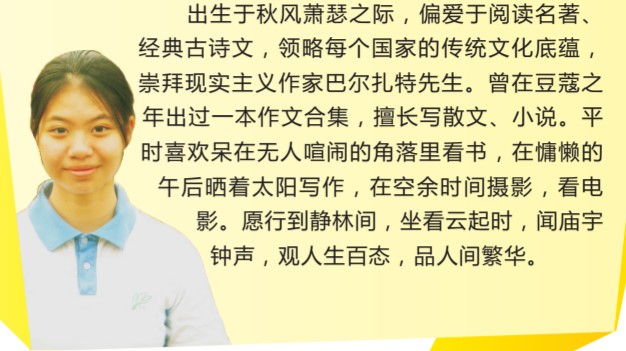 出生于秋风萧瑟之际，偏爱于阅读名著、
经典古诗文，领略每个国家的传统文化底蕴，
崇拜现实主义作家巴尔扎特先生。曾在豆蔻之
年出过一本作文合集，擅长写散文、小说。平
时喜欢呆在无人喧闹的角落里看书，在慵懒的
午后晒着太阳写作，在空余时间摄影，看电
影。愿行到静林间，坐看云起时，闻庙宇
钟声，观人生百态，品人间繁华。